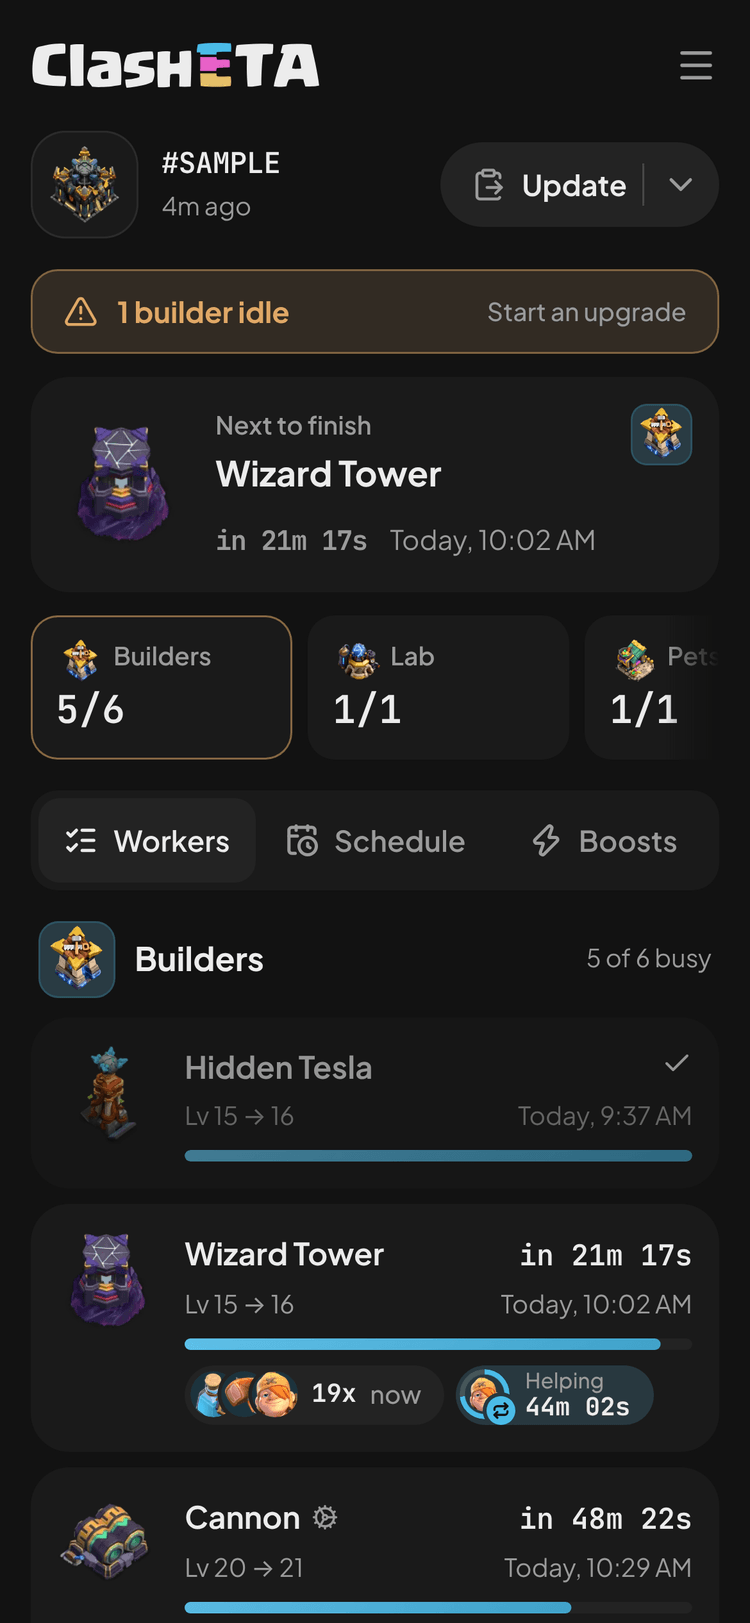 ClasHETA
#SAMPLE
4m ago
Update
1 builder idle
Start an upgrade
Next to finish
Wizard Tower
in 21m 17s Today, 10:02 AM
Builders
5/6
Lab
1/1
Pets
1/1
Workers
Schedule
Boosts
Builders
5 of 6 busy
Hidden Tesla
Lv 15 → 16
Today, 9:37 AM
Wizard Tower
in 21m 17s
Lv 15 → 16
Today, 10:02 AM
19x now
Helping
44m 02s
Cannon
in 48m 22s
Lv 20 → 21
Today, 10:29 AM